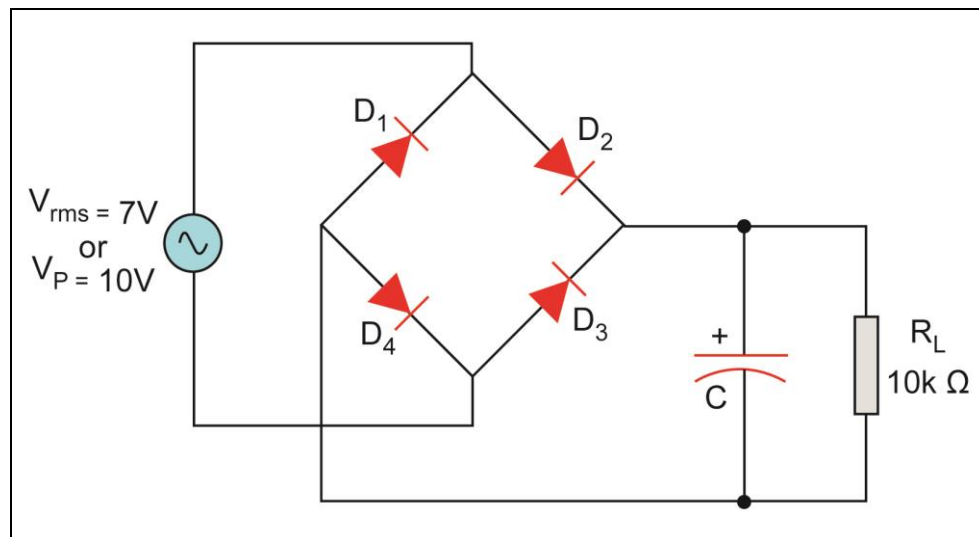 D₁
D₂
Vrms = 7V
or
VP = 10V
D₄
D₃
+
C
RL
10k Ω